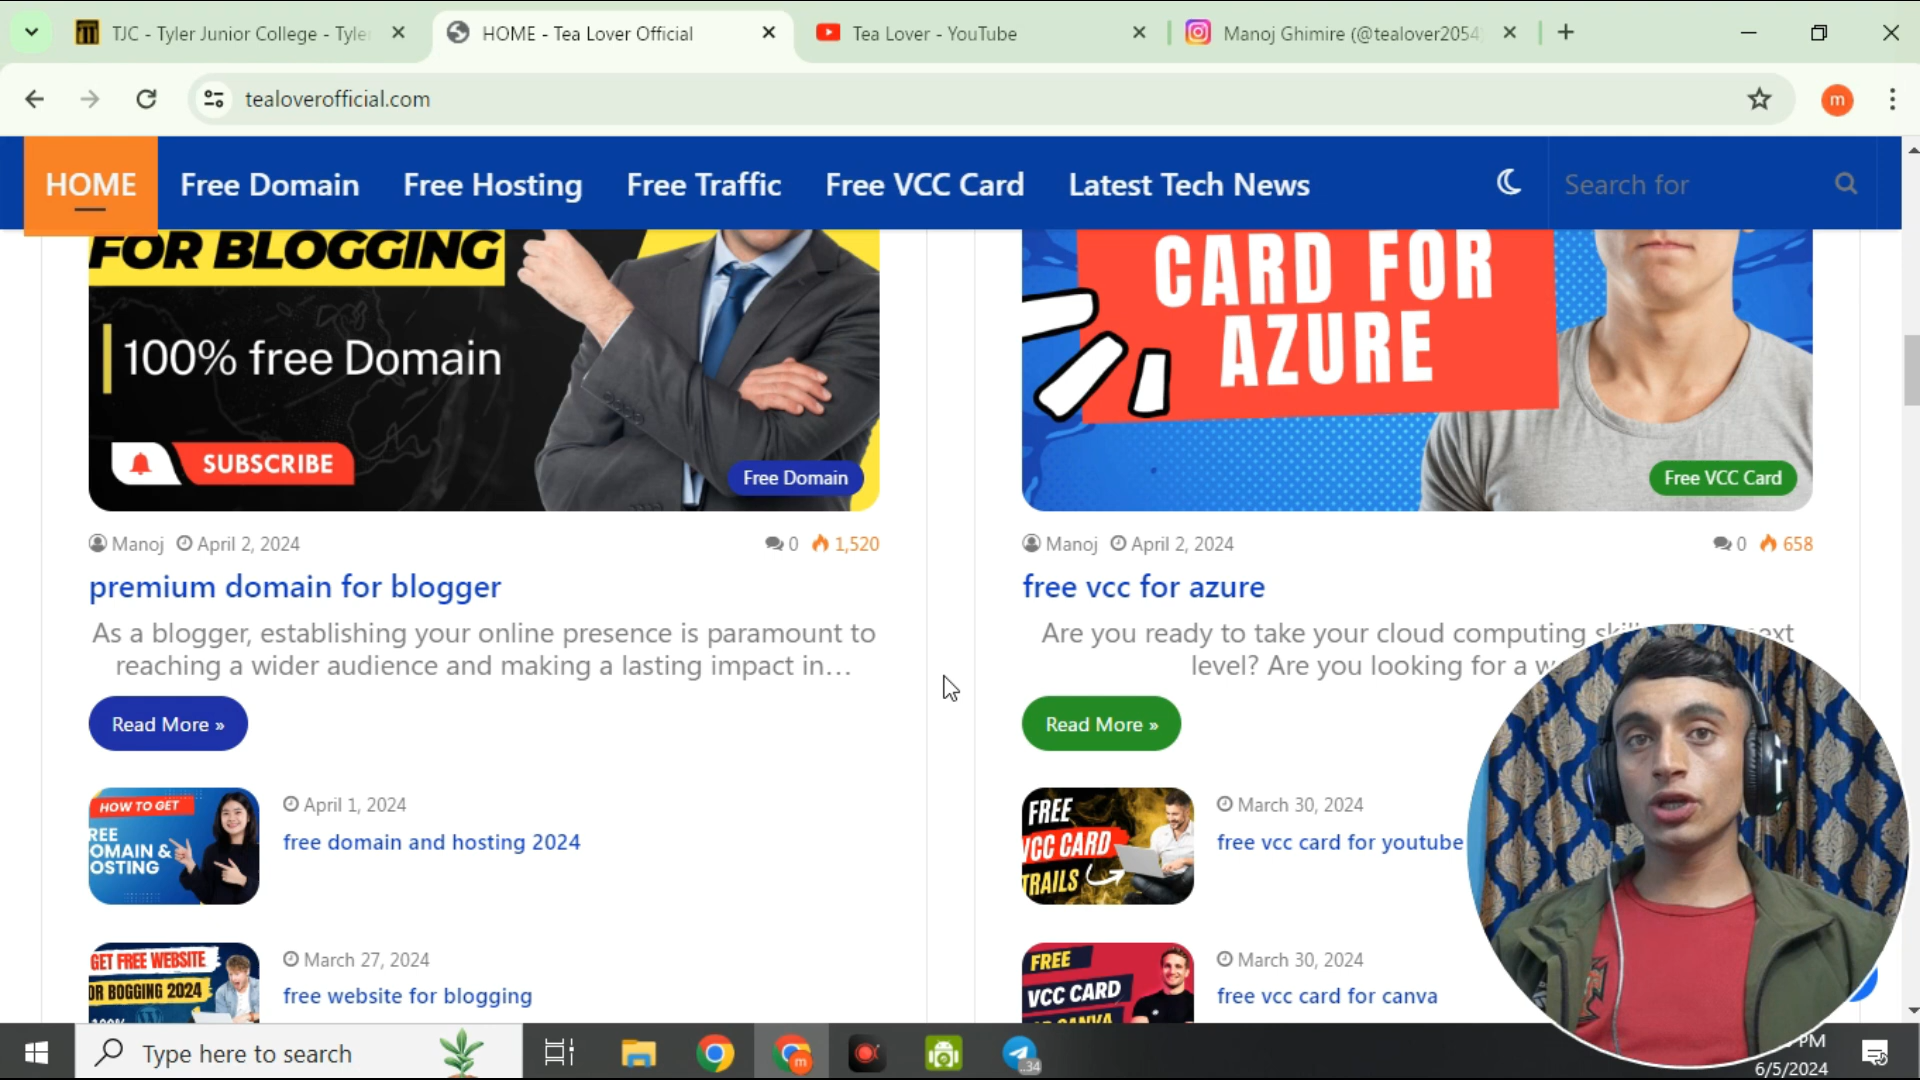 TJC - Tyler Junior College - Tyle
HOME - Tea Lover Official
Tea Lover - YouTube
Manoj Ghimire (@tealover2054
tealoverofficial.com
m
HOME
Free Domain
Free Hosting
Free Traffic
Free VCC Card
Latest Tech News
Search for
FOR BLOGGING
100% free Domain
SUBSCRIBE
Free Domain
CARD FOR
AZURE
Free VCC Card
Manoj April 2, 2024 0 1,520
premium domain for blogger
As a blogger, establishing your online presence is paramount to
reaching a wider audience and making a lasting impact in...
Read More »
Manoj April 2, 2024 0 658
free vcc for azure
Are you ready to take your cloud computing
level? Are you looking for a
Read More »
HOW TO GET
REE
OMAIN &
OSTING
April 1, 2024
free domain and hosting 2024
FREE
VCC CARD
TRAILS
March 30, 2024
free vcc card for youtube
GET FREE WEBSITE
OR BOGGING 2024
March 27, 2024
free website for blogging
FREE
VCC CARD
March 30, 2024
free vcc card for canva
Type here to search
m
34
PM
6/5/2024